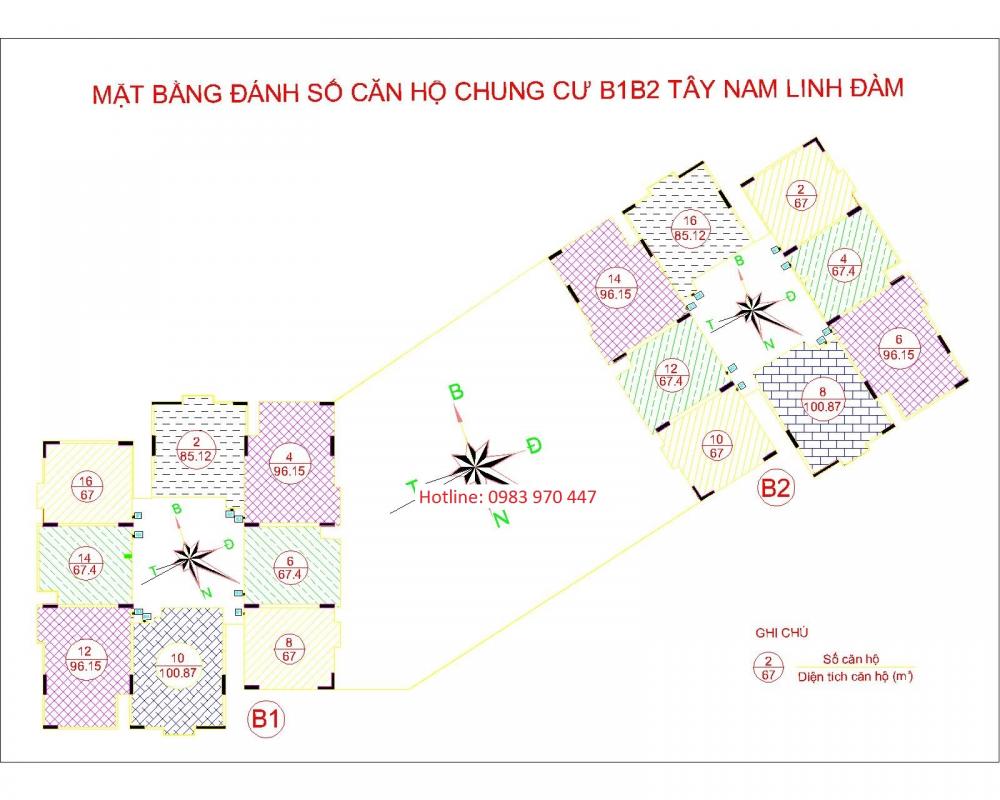 MẶT BẰNG ĐÁNH SỐ CĂN HỘ CHUNG CƯ B1B2 TÂY NAM LINH ĐÀM
2
67
16
85.12
4
67.4
14
96.15
B
Đ
T
N
6
96.15
12
67.4
8
100.87
10
67
B2
B
Đ
T
N
Hotline: 0983 970 447
2
85.12
4
96.15
16
67
B
Đ
T
N
14
67.4
6
67.4
8
67
12
96.15
10
100.87
B1
GHI CHÚ
2
67
Số căn hộ
Diện tích căn hộ (m²)